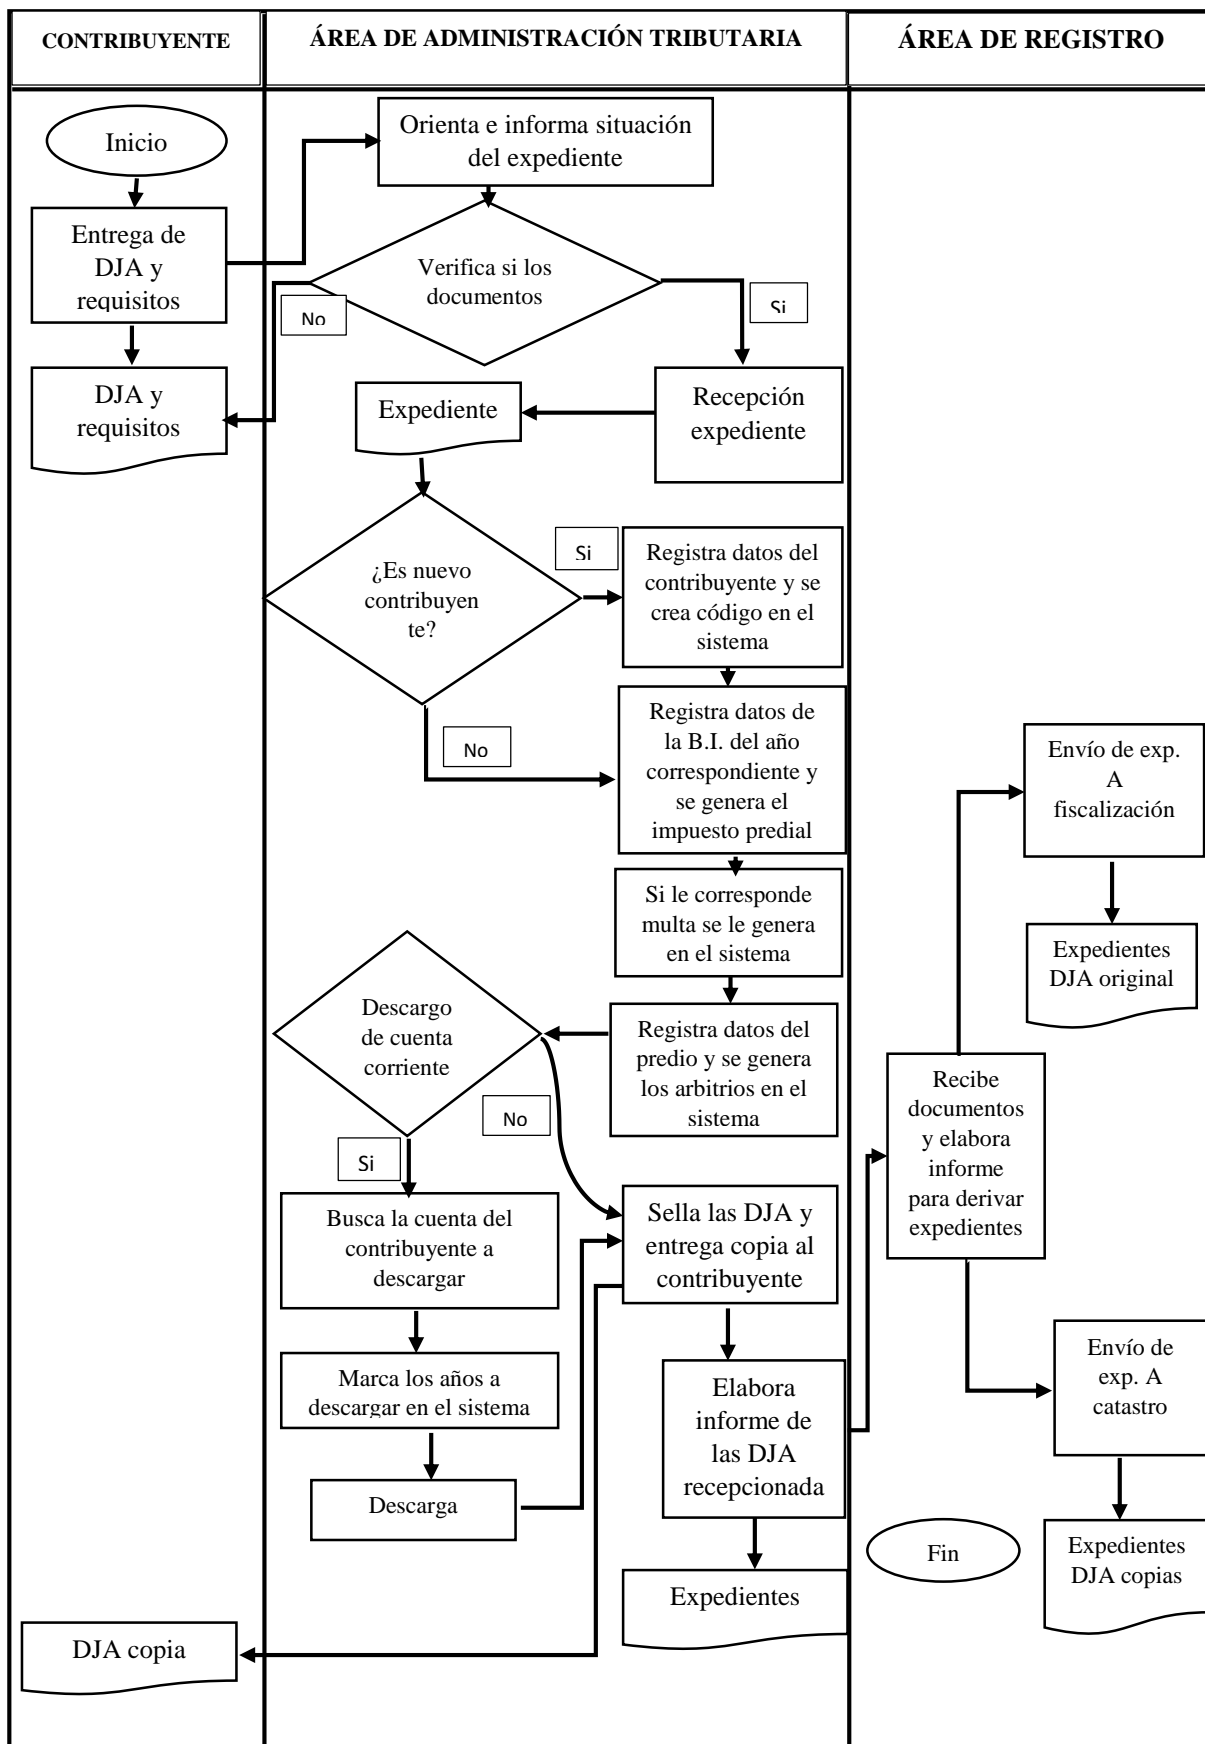 CONTRIBUYENTE
ÁREA DE ADMINISTRACIÓN TRIBUTARIA
ÁREA DE REGISTRO
Inicio
Orienta e informa situación
del expediente
Entrega de
DJA y
requisitos
Verifica si los
documentos
No
Si
DJA y
requisitos
Expediente
Recepción
expediente
¿Es nuevo
contribuyen
te?
Si
Registra datos del
contribuyente y se
crea código en el
sistema
No
Registra datos de
la B.I. del año
correspondiente y
se genera el
impuesto predial
Si le corresponde
multa se le genera
en el sistema
Descargo
de cuenta
corriente
Registra datos del
predio y se genera
los arbitrios en el
sistema
No
Si
Busca la cuenta del
contribuyente a
descargar
Sella las DJA y
entrega copia al
contribuyente
Marca los años a
descargar en el sistema
Descarga
Elabora
informe de
las DJA
recepcionada
Expedientes
DJA copia
Envío de exp.
A
fiscalización
Expedientes
DJA original
Recibe
documentos
y elabora
informe
para derivar
expedientes
Envío de
exp. A
catastro
Expedientes
DJA copias
Fin